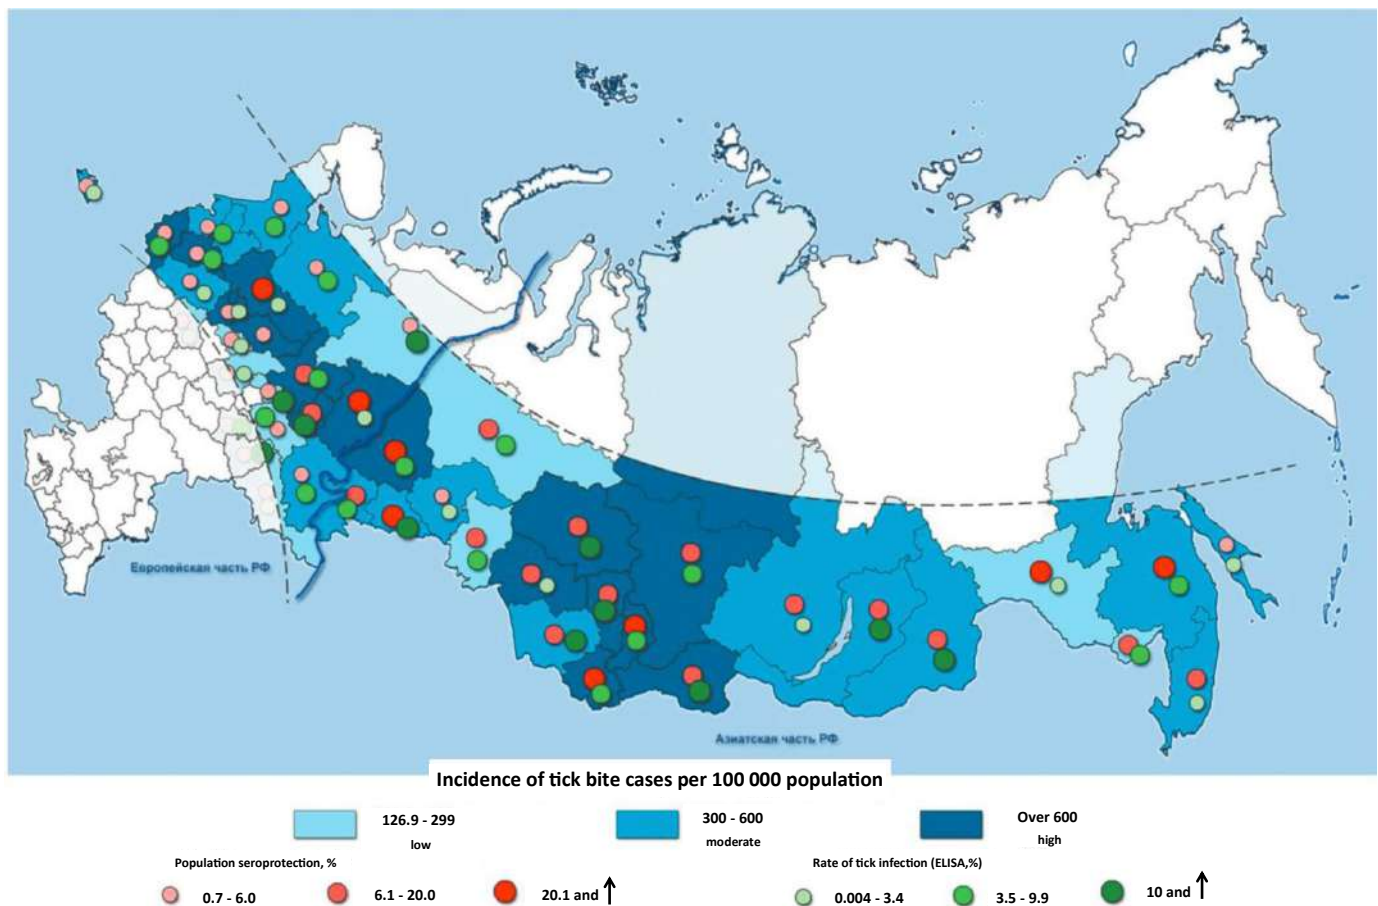 Европейская часть РФ
Азиатская часть РФ
Incidence of tick bite cases per 100 000 population
126.9 - 299
low
300 - 600
moderate
Over 600
high
Population seroprotection, %
Rate of tick infection (ELISA,%)
0.7 - 6.0
6.1 - 20.0
20.1 and ↑
0.004 - 3.4
3.5 - 9.9
10 and ↑